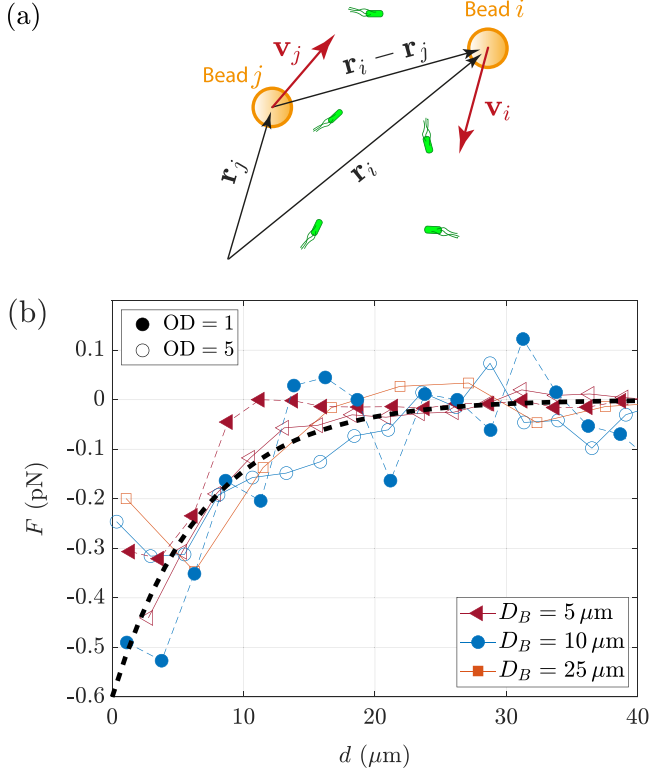 (a)
Bead i
Bead j
v_j
r_i − r_j
v_i
r_j
r_i
(b)
OD = 1
OD = 5
0.1
0
-0.1
-0.2
-0.3
-0.4
-0.5
-0.6
F (pN)
D_B = 5 μm
D_B = 10 μm
D_B = 25 μm
0 10 20 30 40
d (μm)